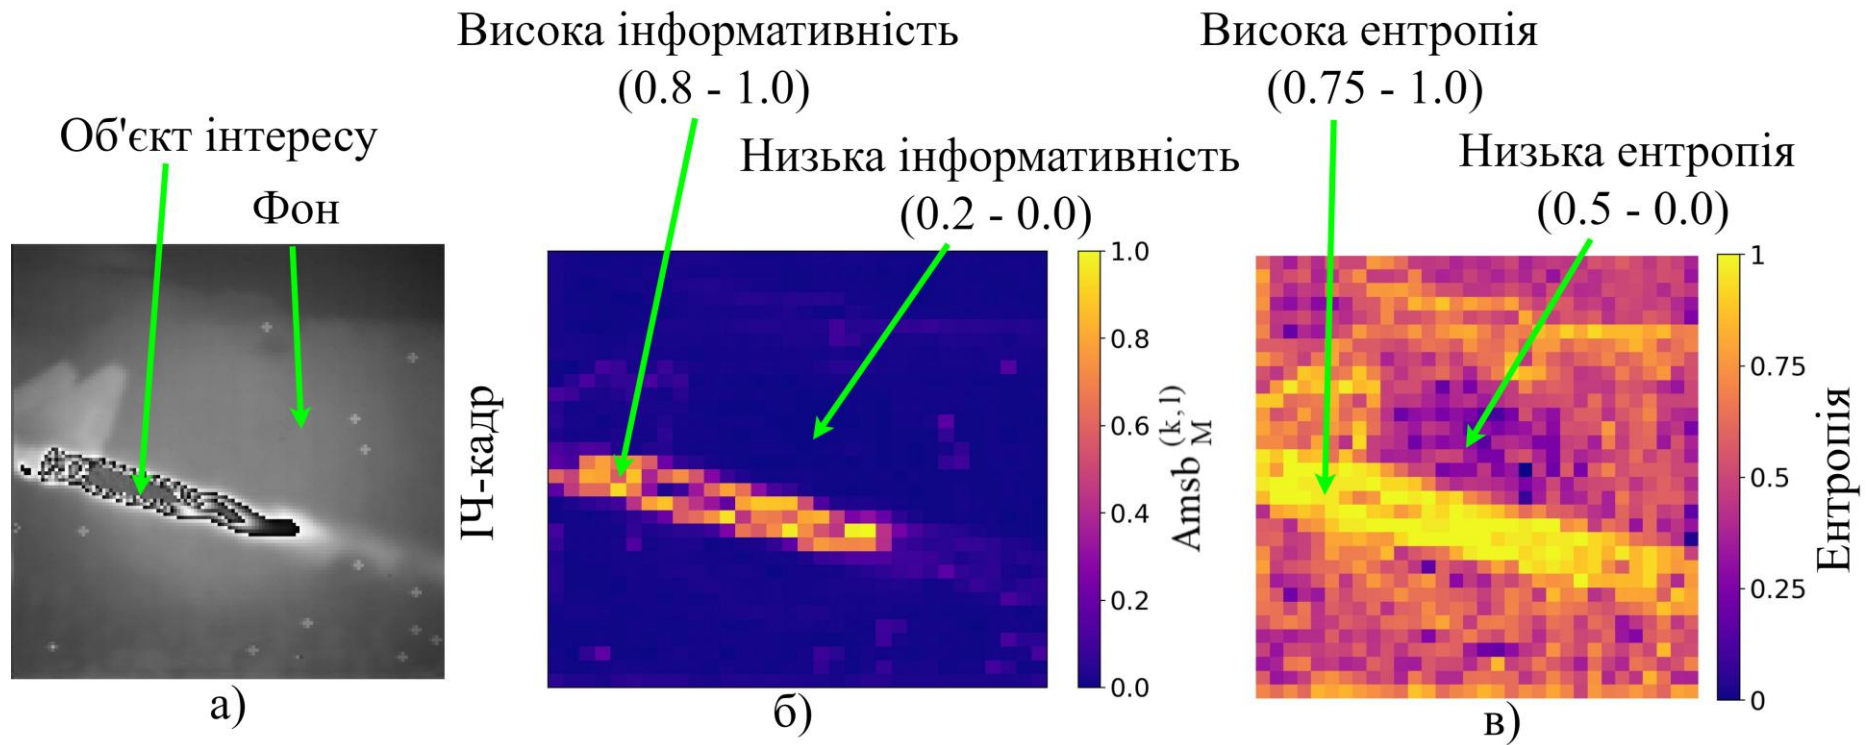 Висока інформативність
(0.8 - 1.0)
Висока ентропія
(0.75 - 1.0)
Об'єкт інтересу
Фон
Низька інформативність
(0.2 - 0.0)
Низька ентропія
(0.5 - 0.0)
ІЧ-кадр
1.0
0.8
0.6
0.4
0.2
0.0
Amsb M (k, l)
1
0.75
0.5
0.25
0
Ентропія
а)
б)
в)